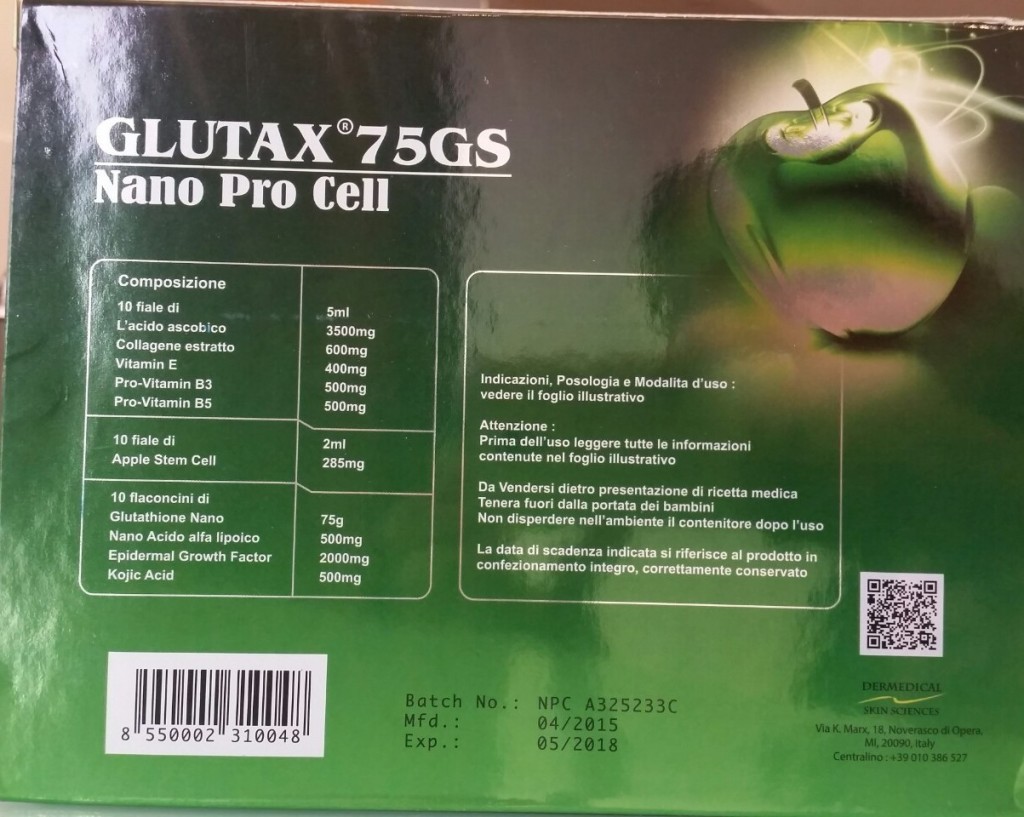 GLUTAX® 75GS
Nano Pro Cell
Composizione
10 fiale di 5ml
L'acido ascobico 3500mg
Collagene estratto 600mg
Vitamin E 400mg
Pro-Vitamin B3 500mg
Pro-Vitamin B5 500mg
10 fiale di 2ml
Apple Stem Cell 285mg
10 flaconcini di
Glutathione Nano 75g
Nano Acido alfa lipoico 500mg
Epidermal Growth Factor 2000mg
Kojic Acid 500mg
Indicazioni, Posologia e Modalita d'uso :
vedere il foglio illustrativo
Attenzione :
Prima dell'uso leggere tutte le informazioni
contenute nel foglio illustrativo
Da Vendersi dietro presentazione di ricetta medica
Tenera fuori dalla portata dei bambini
Non disperdere nell'ambiente il contenitore dopo l'uso
La data di scadenza indicata si riferisce al prodotto in
confezionamento integro, correttamente conservato
8 550002 310048
Batch No.: NPC A325233C
Mfd.: 04/2015
Exp.: 05/2018
DERMEDICAL
SKIN SCIENCES
Via K. Marx, 18, Noverasco di Opera,
MI, 20090, Italy
Centralino : +39 010 386 527